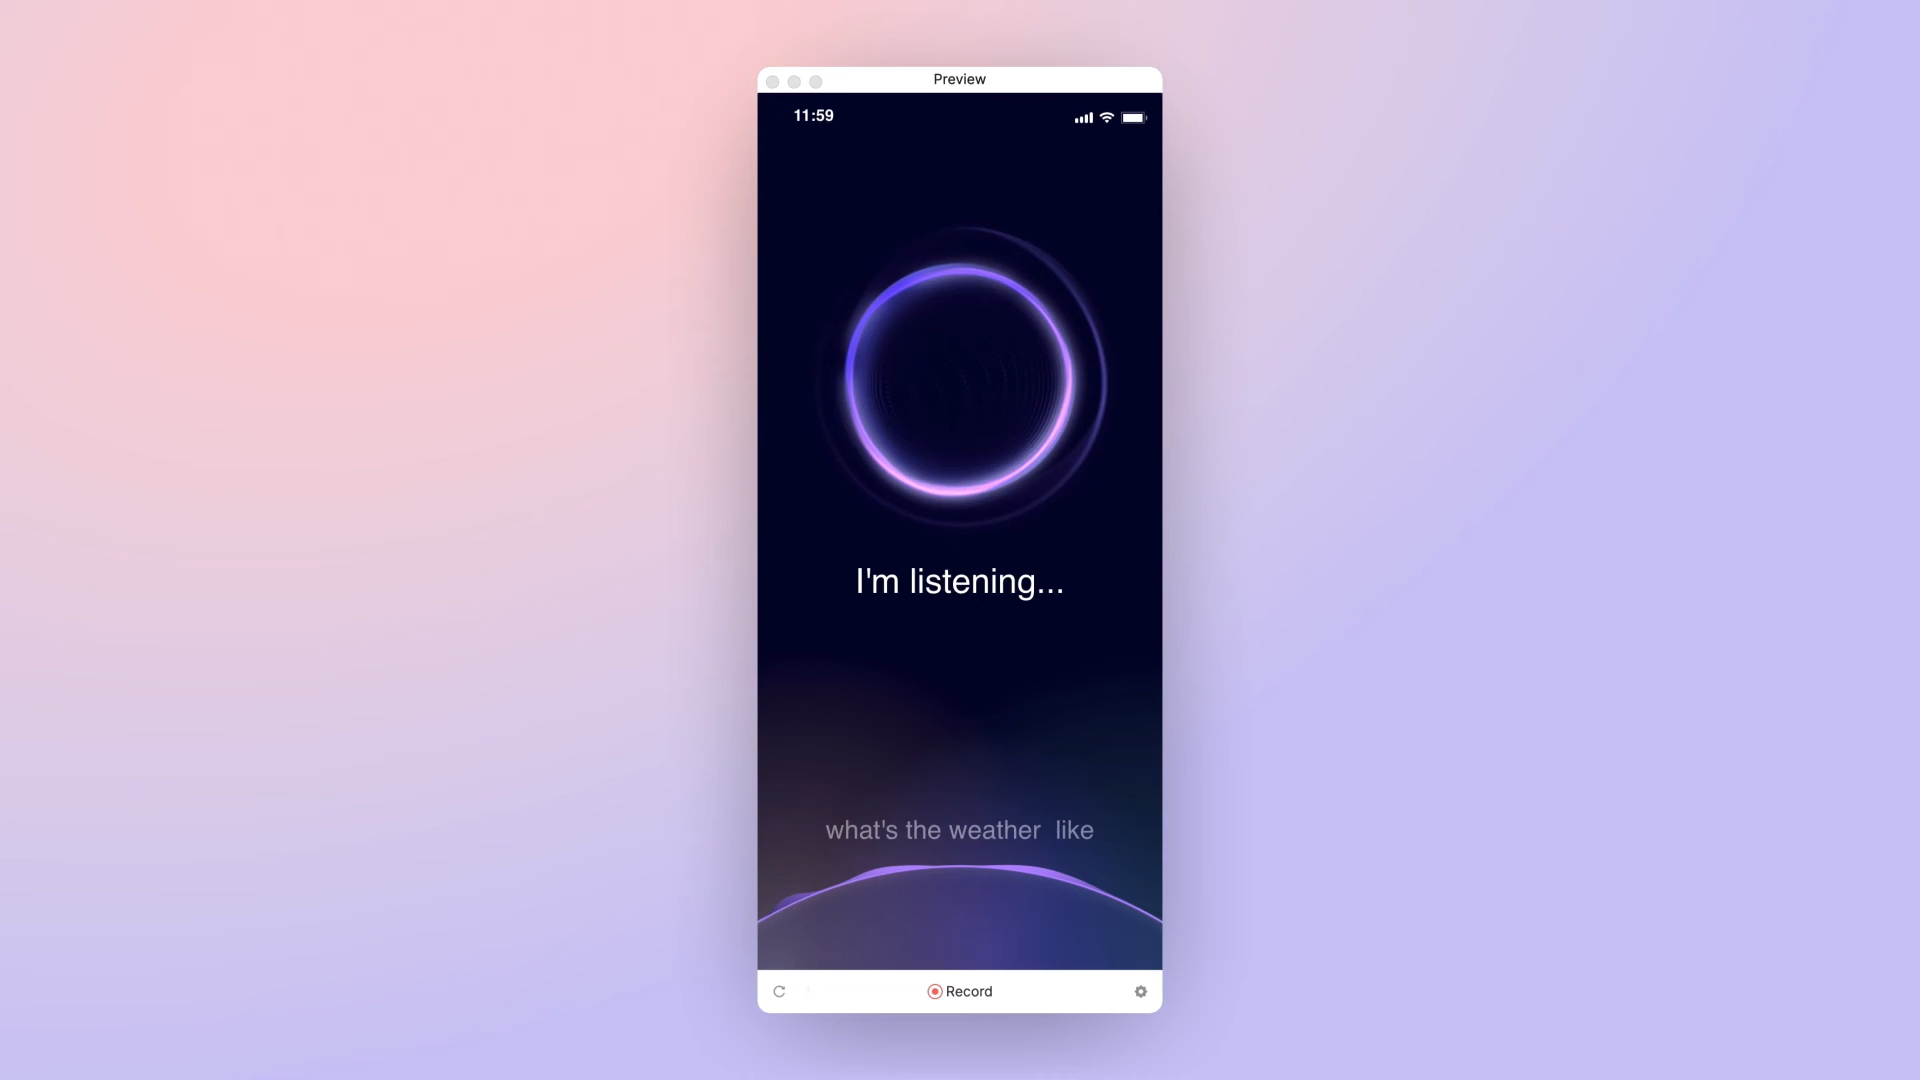 Preview
11:59
I'm listening...
what's the weather  like
Record